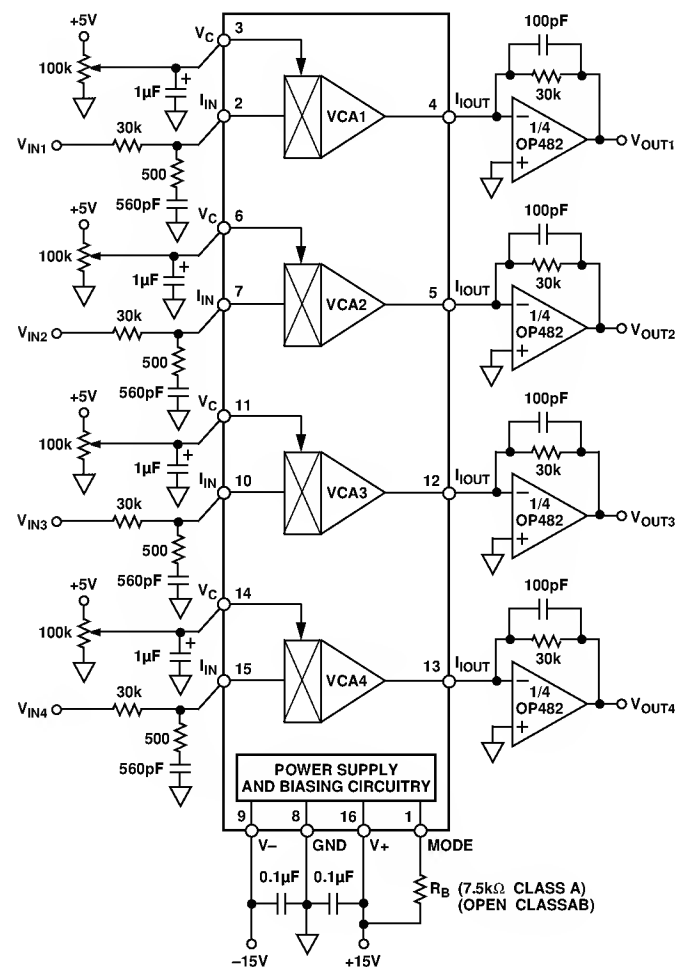 +5V
100k
1µF
+
VC
3
IIN
2
30k
VIN1
500
560pF
VCA1
4
IIOUT
100pF
30k
−
1/4
OP482
+
VOUT1
+5V
100k
1µF
+
VC
6
IIN
7
30k
VIN2
500
560pF
VCA2
5
IIOUT
100pF
30k
−
1/4
OP482
+
VOUT2
+5V
100k
1µF
+
VC
11
IIN
10
30k
VIN3
500
560pF
VCA3
12
IIOUT
100pF
30k
−
1/4
OP482
+
VOUT3
+5V
100k
1µF
+
VC
14
IIN
15
30k
VIN4
500
560pF
VCA4
13
IIOUT
100pF
30k
−
1/4
OP482
+
VOUT4
POWER SUPPLY
AND BIASING CIRCUITRY
9 8 16 1
V− GND V+ MODE
0.1µF 0.1µF
RB (7.5kΩ CLASS A)
(OPEN CLASSAB)
−15V +15V